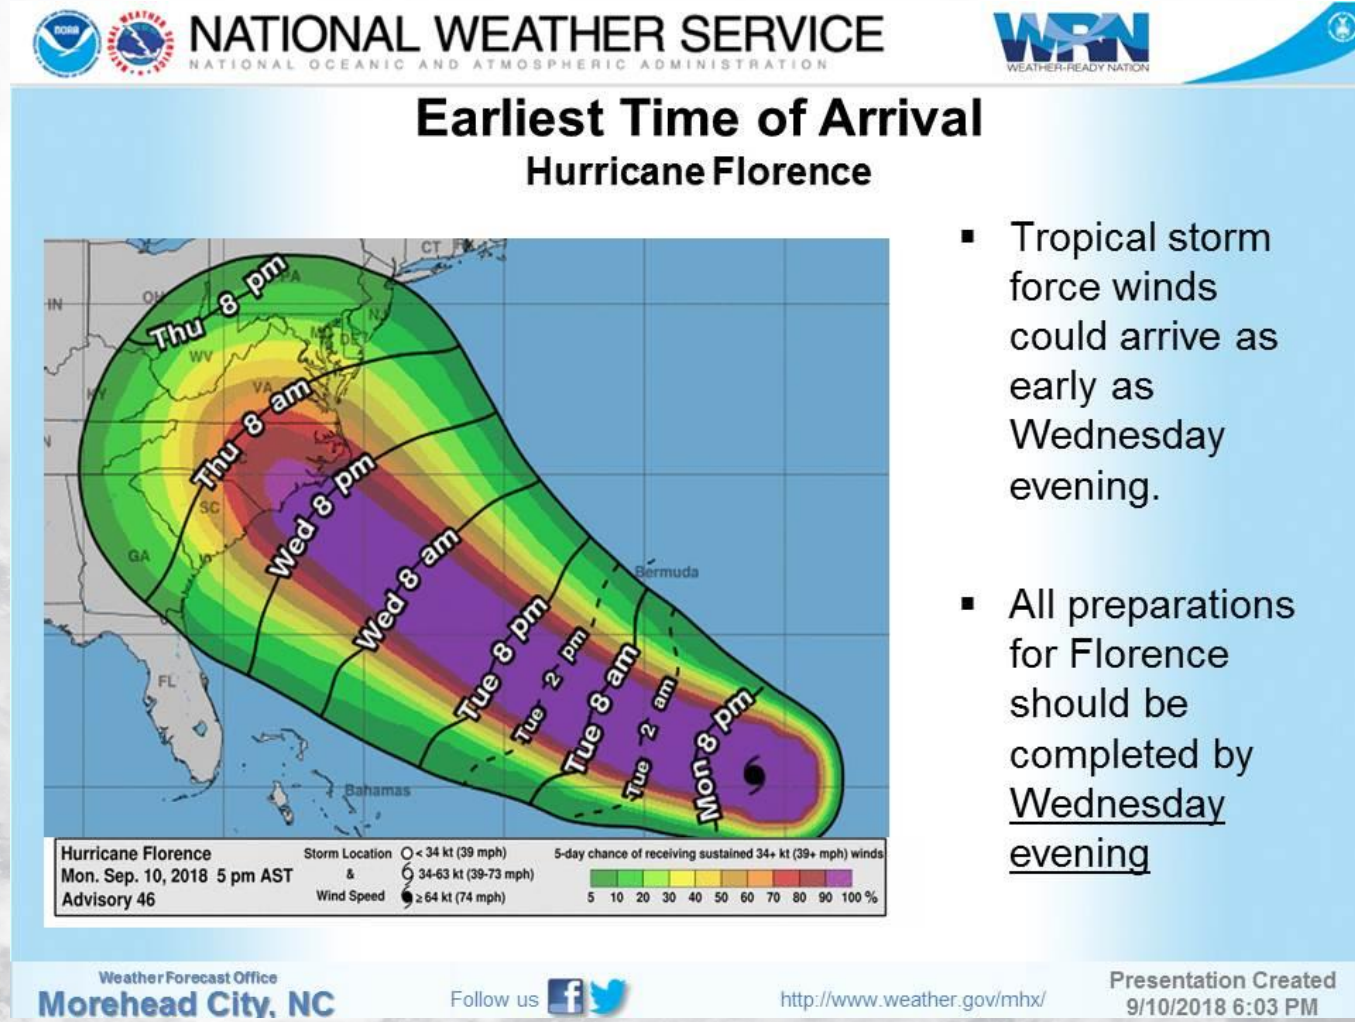 NATIONAL WEATHER SERVICE
NATIONAL OCEANIC AND ATMOSPHERIC ADMINISTRATION
NOAA
WRN
WEATHER-READY NATION
Earliest Time of Arrival
Hurricane Florence
CT
IN
PA
NJ
WV
KY
VA
SC
GA
FL
Bermuda
Bahamas
Thu 8 pm
Thu 8 am
Wed 8 pm
Wed 8 am
Tue 8 pm
Tue 2 pm
Tue 8 am
Tue 2 am
Mon 8 pm
Hurricane Florence
Mon. Sep. 10, 2018 5 pm AST
Advisory 46
Storm Location
&
Wind Speed
< 34 kt (39 mph)
34-63 kt (39-73 mph)
≥ 64 kt (74 mph)
5-day chance of receiving sustained 34+ kt (39+ mph) winds
5 10 20 30 40 50 60 70 80 90 100 %
▪ Tropical storm
force winds
could arrive as
early as
Wednesday
evening.
▪ All preparations
for Florence
should be
completed by
Wednesday
evening
Weather Forecast Office
Morehead City, NC
Follow us
http://www.weather.gov/mhx/
Presentation Created
9/10/2018 6:03 PM